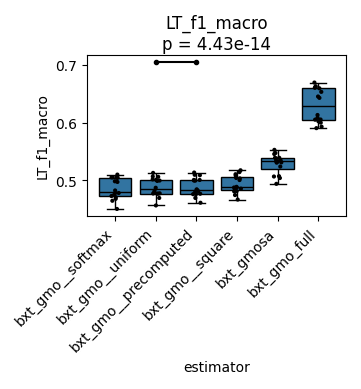 LT_f1_macro
p = 4.43e-14
LT_f1_macro
0.7
0.6
0.5
bxt_gmo__softmax
bxt_gmo__uniform
bxt_gmo__precomputed
bxt_gmo__square
bxt_gmosa
bxt_gmo_full
estimator